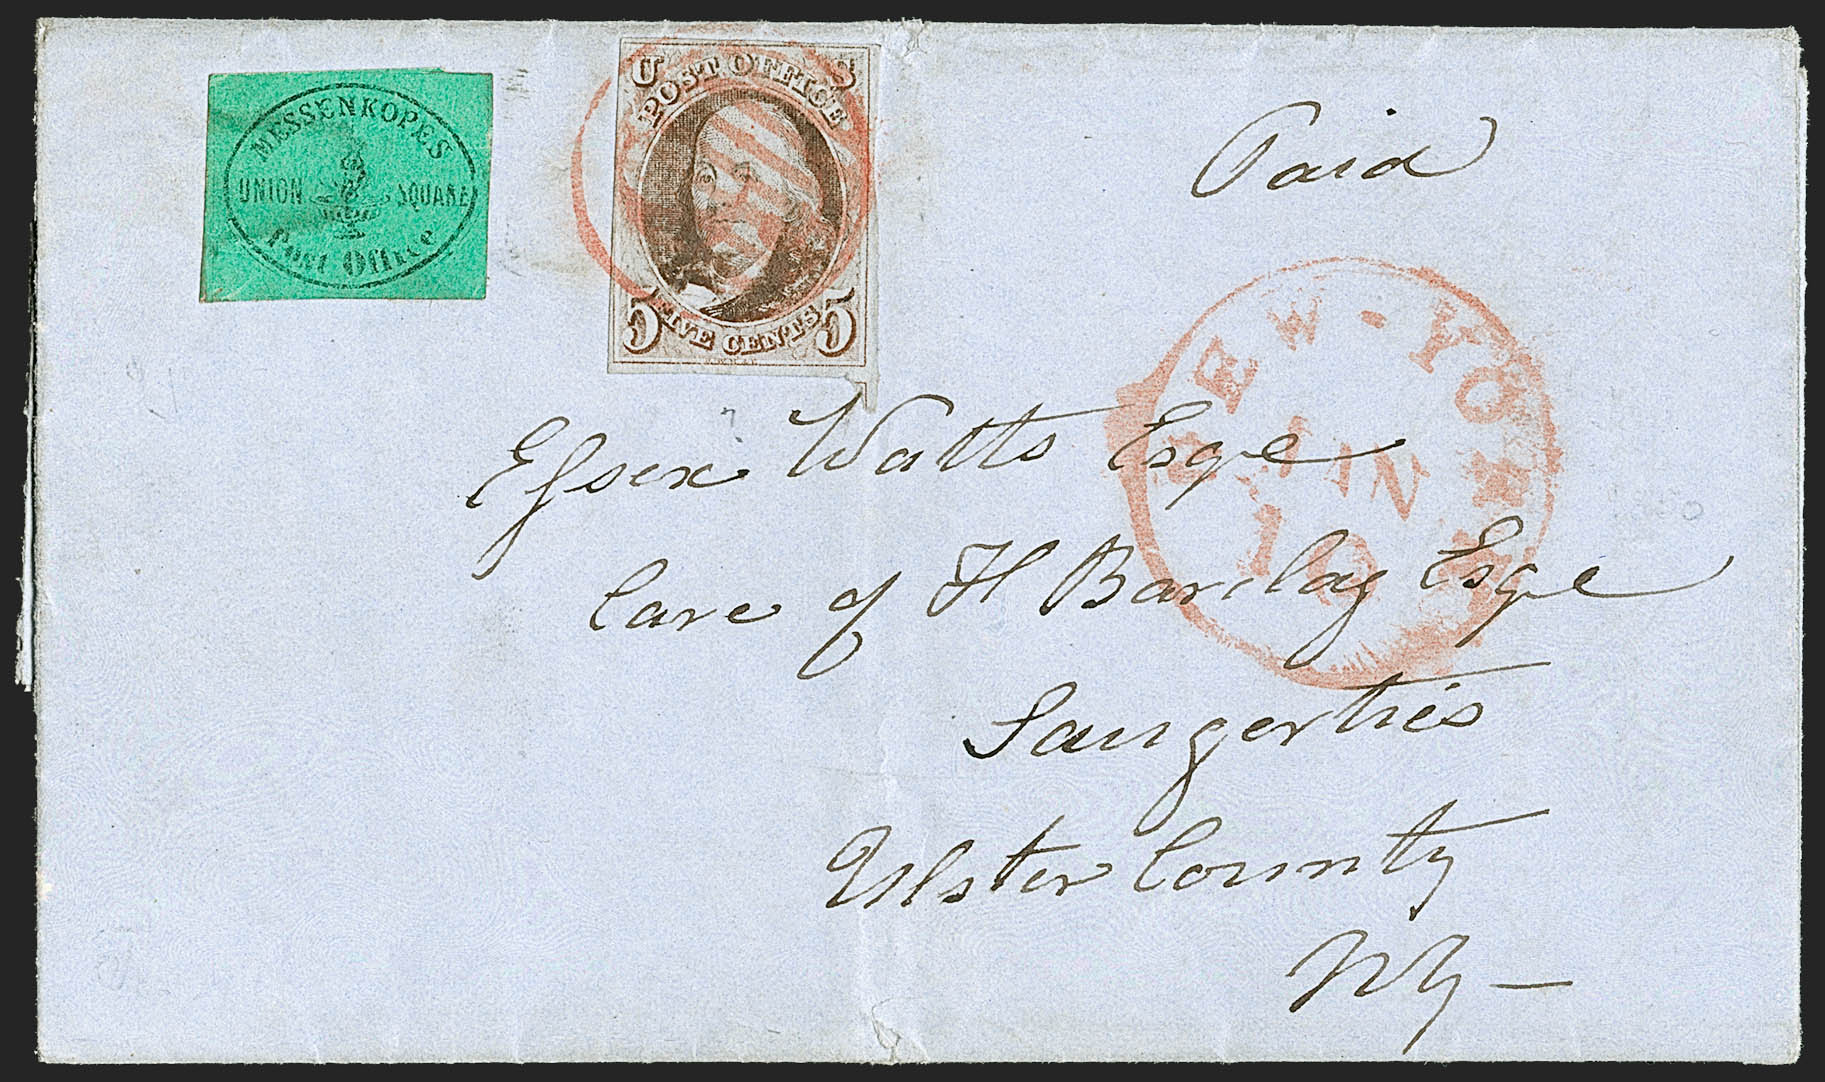 MESSENKOPES
UNION SQUARE
Post Office
U S
POST OFFICE
5 FIVE CENTS 5
Paid
NEW-YORK
JAN
10
Essex Watts Esqe
Care of H Barclay Esqe
Saugerties
Ulster County
NY—